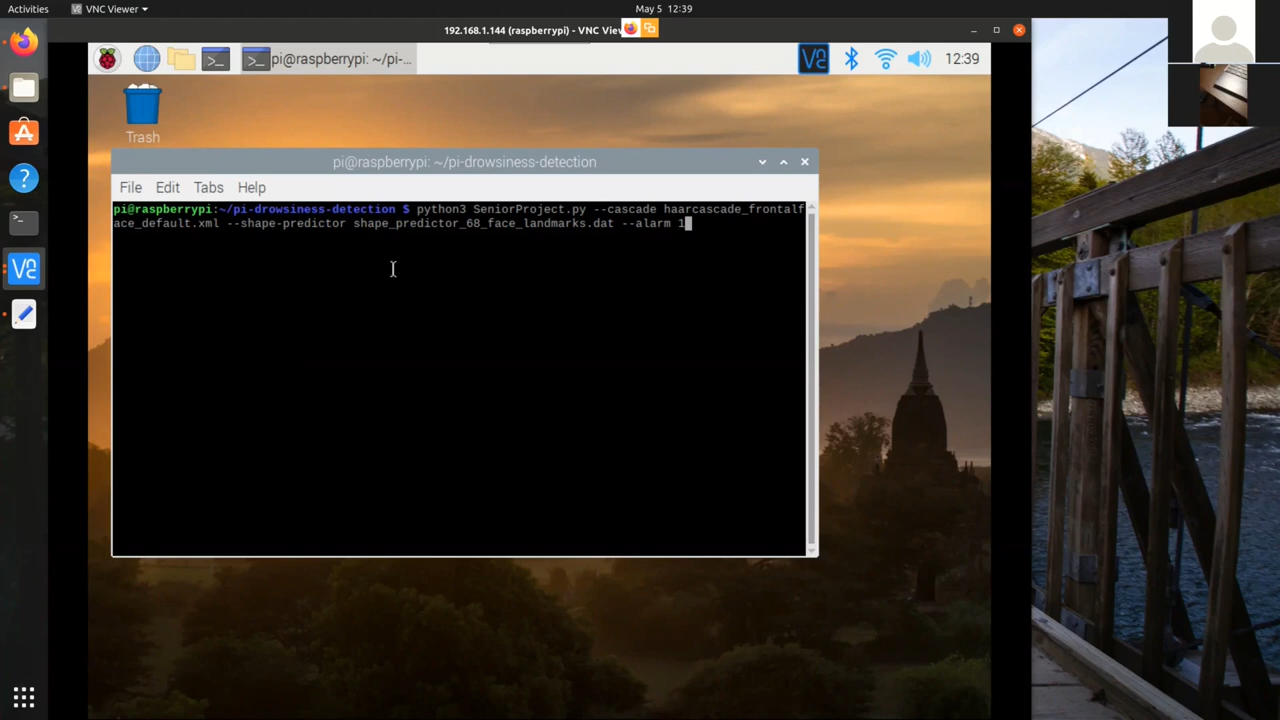 Activities
VNC Viewer
May 5 12:39
192.168.1.144 (raspberrypi) - VNC Vie
pi@raspberrypi: ~/pi-...
12:39
Trash
pi@raspberrypi: ~/pi-drowsiness-detection
File Edit Tabs Help
pi@raspberrypi:~/pi-drowsiness-detection $ python3 SeniorProject.py --cascade haarcascade_frontalf
ace_default.xml --shape-predictor shape_predictor_68_face_landmarks.dat --alarm 1